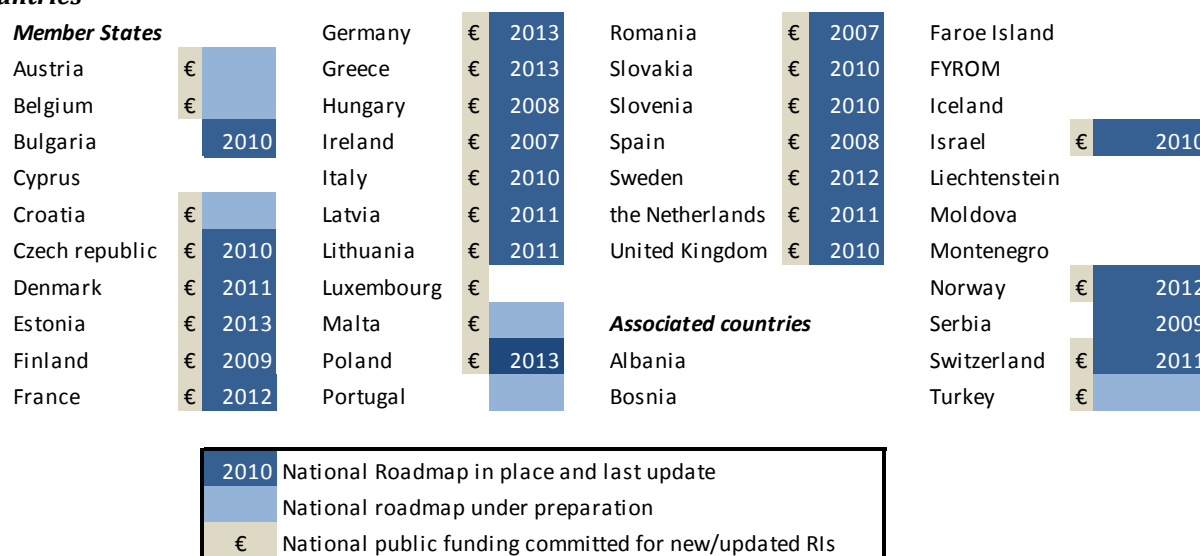 untries
Member States Germany € 2013 Romania € 2007 Faroe Island
Austria € Greece € 2013 Slovakia € 2010 FYROM
Belgium € Hungary € 2008 Slovenia € 2010 Iceland
Bulgaria 2010 Ireland € 2007 Spain € 2008 Israel € 2010
Cyprus Italy € 2010 Sweden € 2012 Liechtenstein
Croatia € Latvia € 2011 the Netherlands € 2011 Moldova
Czech republic € 2010 Lithuania € 2011 United Kingdom € 2010 Montenegro
Denmark € 2011 Luxembourg € Norway € 2012
Estonia € 2013 Malta € Associated countries Serbia 2009
Finland € 2009 Poland € 2013 Albania Switzerland € 2011
France € 2012 Portugal Bosnia Turkey €
2010 National Roadmap in place and last update
National roadmap under preparation
€ National public funding committed for new/updated RIs